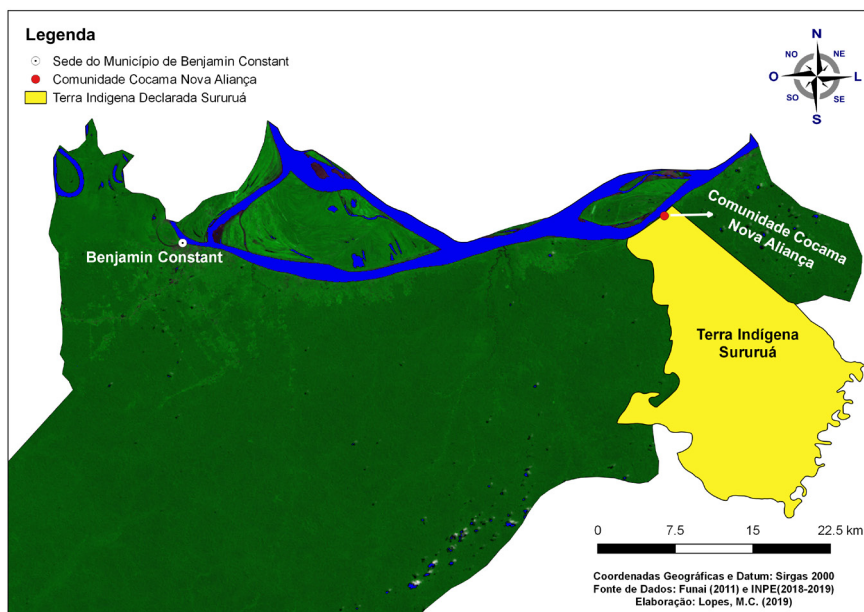 Legenda
Sede do Município de Benjamin Constant
Comunidade Cocama Nova Aliança
Terra Indigena Declarada Sururuá
N
NO
NE
O
L
SO
SE
S
Benjamin Constant
Comunidade Cocama
Nova Aliança
Terra Indígena
Sururuá
0 7.5 15 22.5 km
Coordenadas Geográficas e Datum: Sirgas 2000
Fonte de Dados: Funai (2011) e INPE(2018-2019)
Elaboração: Lopes, M.C. (2019)